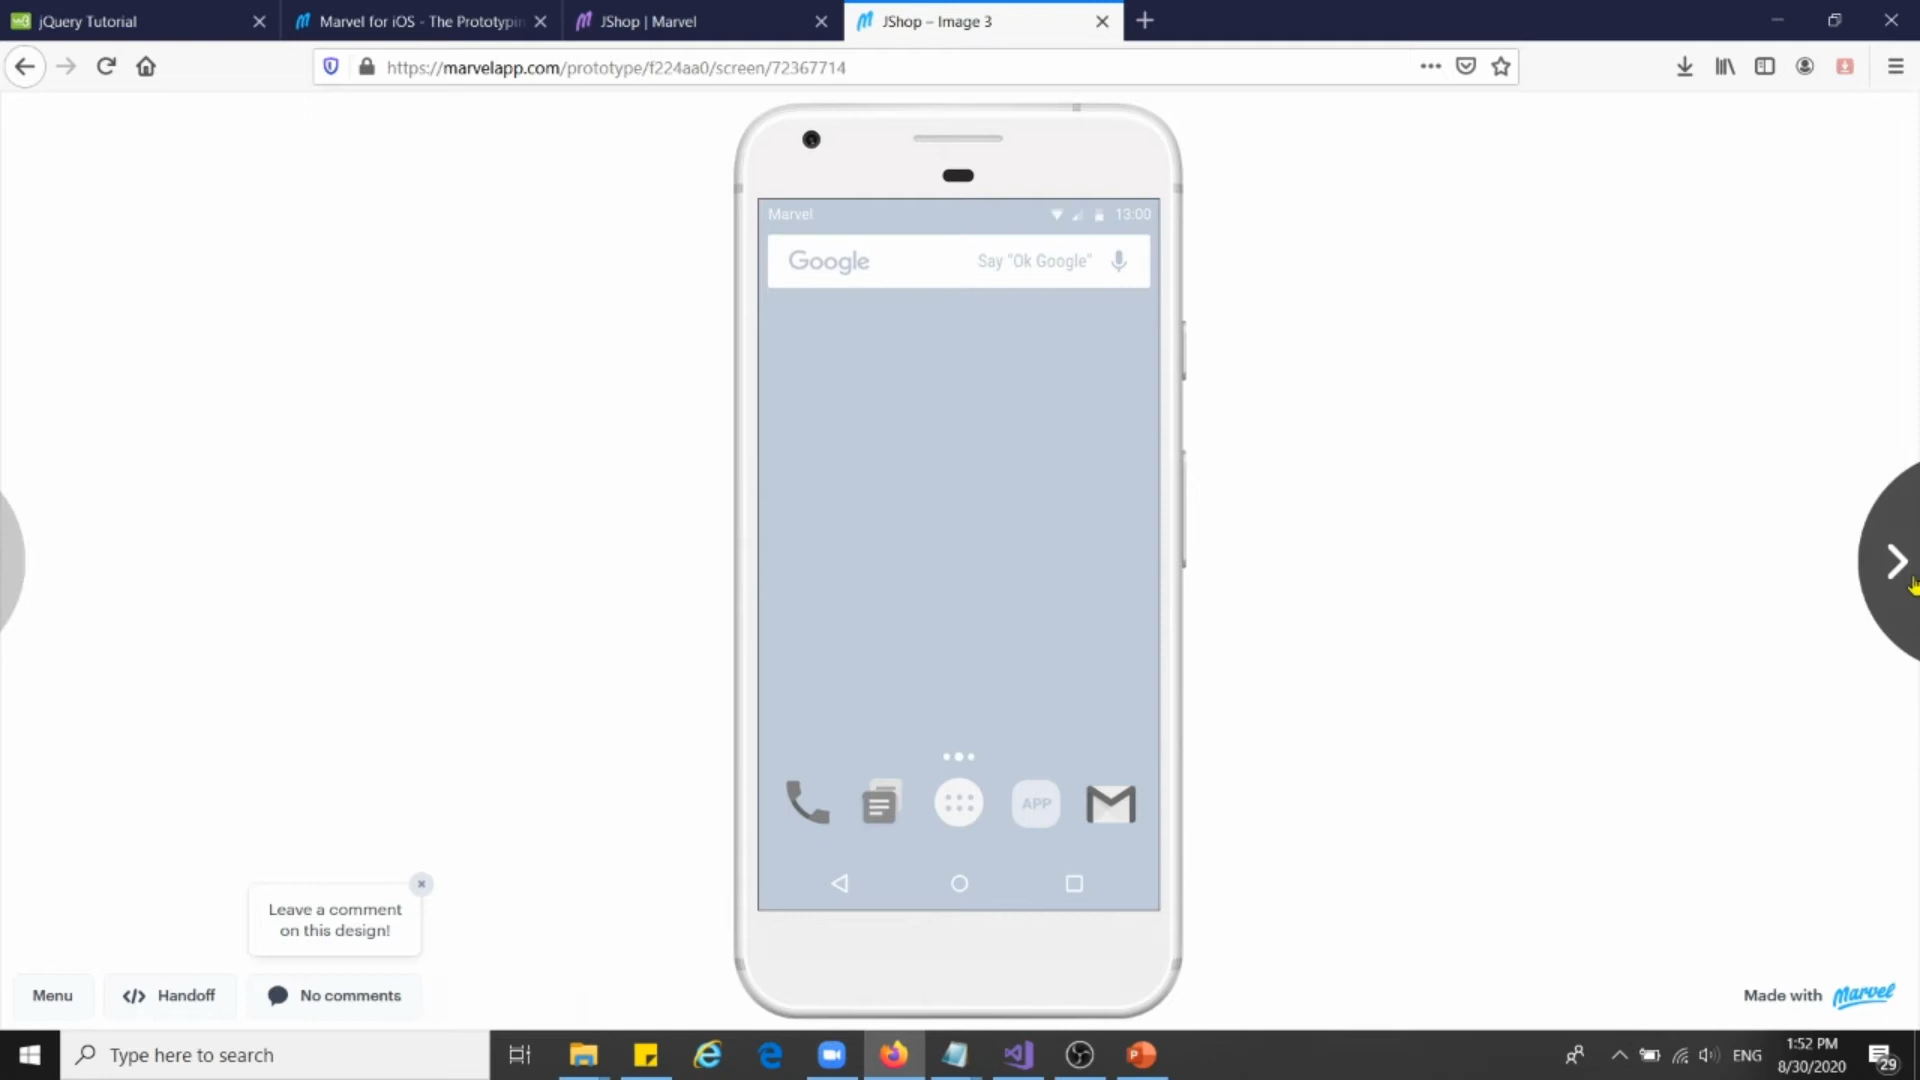 jQuery Tutorial
Marvel for iOS - The Prototypin
JShop | Marvel
JShop – Image 3
https://marvelapp.com/prototype/f224aa0/screen/72367714
Marvel
13:00
Google
Say "Ok Google"
APP
Leave a comment
on this design!
Menu
Handoff
No comments
Made with Marvel
Type here to search
ENG
1:52 PM
8/30/2020
29